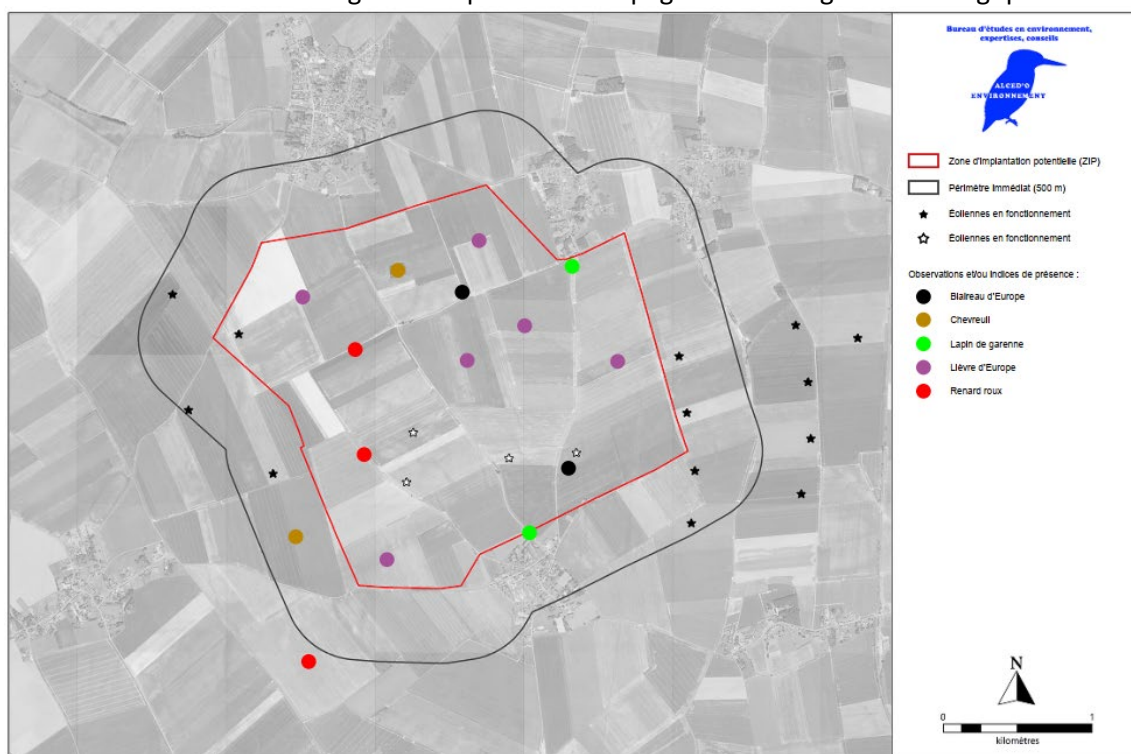 Bureau d'études en environnement,
expertises, conseils
ALCED'O
ENVIRONNEMENT
Zone d'implantation potentielle (ZIP)
Périmètre immédiat (500 m)
Éoliennes en fonctionnement
Éoliennes en fonctionnement
Observations et/ou indices de présence :
Blaireau d'Europe
Chevreuil
Lapin de garenne
Lièvre d'Europe
Renard roux
N
0 1
kilomètres